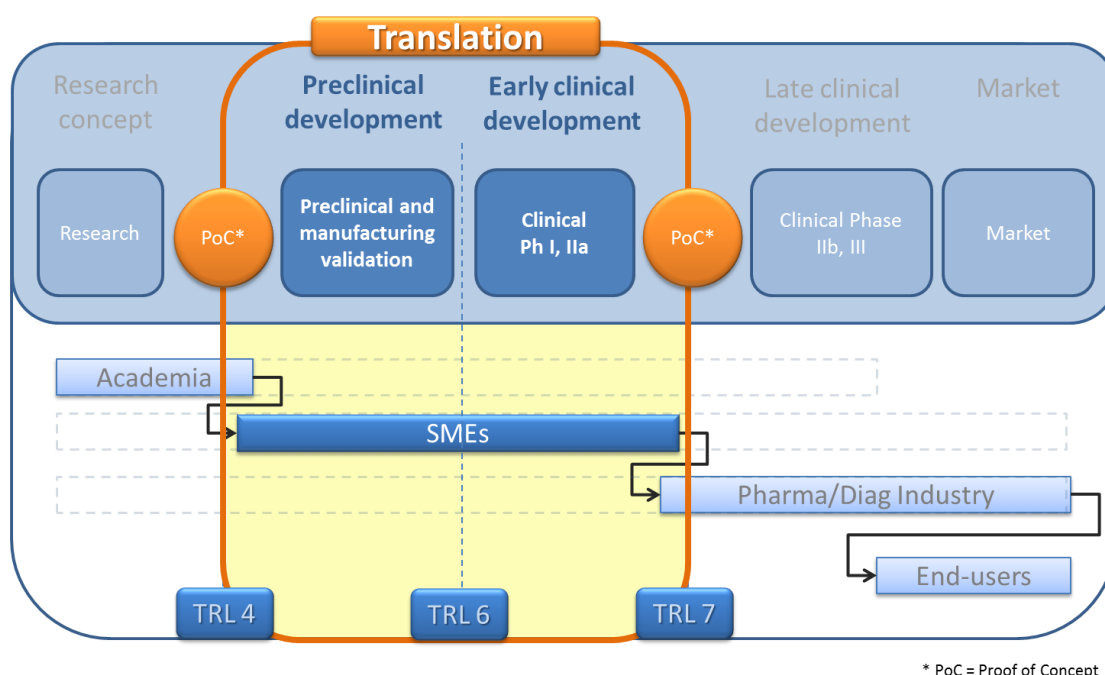 Translation
Research
concept
Preclinical
development
Early clinical
development
Late clinical
development
Market
Research
PoC*
Preclinical and
manufacturing
validation
Clinical
Ph I, IIa
PoC*
Clinical Phase
IIb, III
Market
Academia
SMEs
Pharma/Diag Industry
End-users
TRL 4
TRL 6
TRL 7
* PoC = Proof of Concept